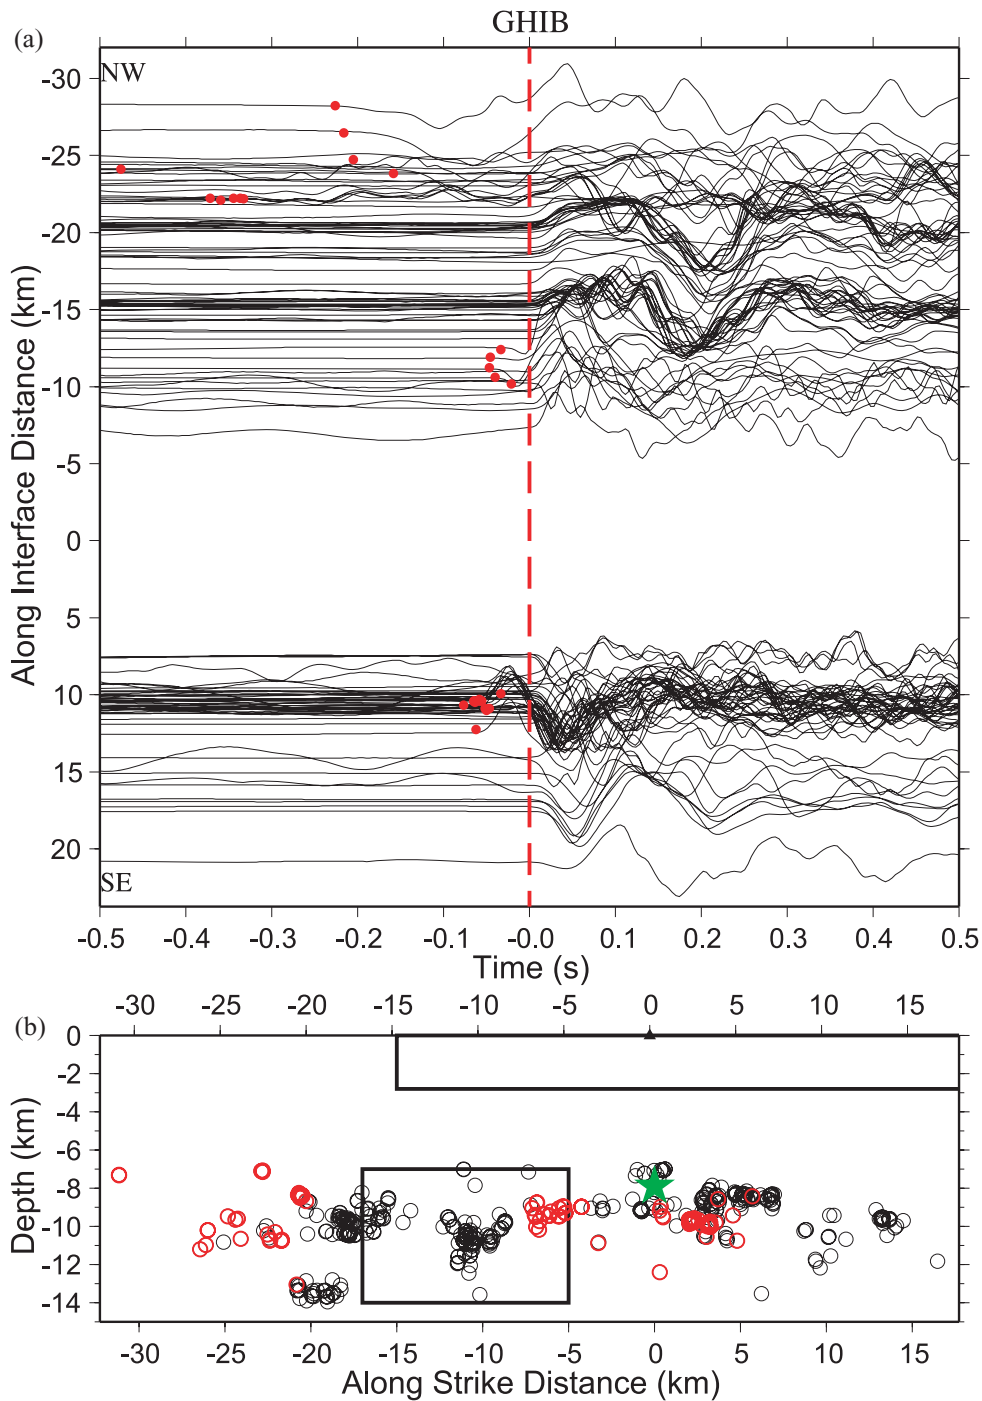 GHIB
(a)
NW
-30
-25
-20
-15
-10
-5
0
5
10
15
20
SE
Along Interface Distance (km)
-0.5 -0.4 -0.3 -0.2 -0.1 -0.0 0.1 0.2 0.3 0.4 0.5
Time (s)
-30 -25 -20 -15 -10 -5 0 5 10 15
(b)
0
-2
-4
-6
-8
-10
-12
-14
Depth (km)
-30 -25 -20 -15 -10 -5 0 5 10 15
Along Strike Distance (km)